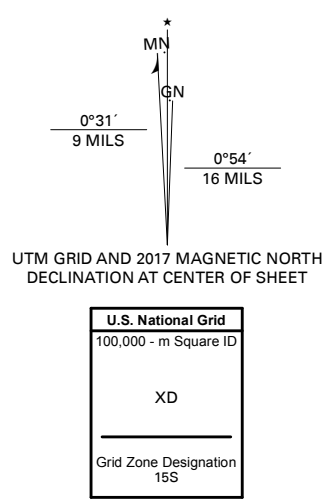 ★
MN
GN
0°31´
9 MILS
0°54´
16 MILS
UTM GRID AND 2017 MAGNETIC NORTH
DECLINATION AT CENTER OF SHEET
U.S. National Grid
100,000 - m Square ID
XD
Grid Zone Designation
15S